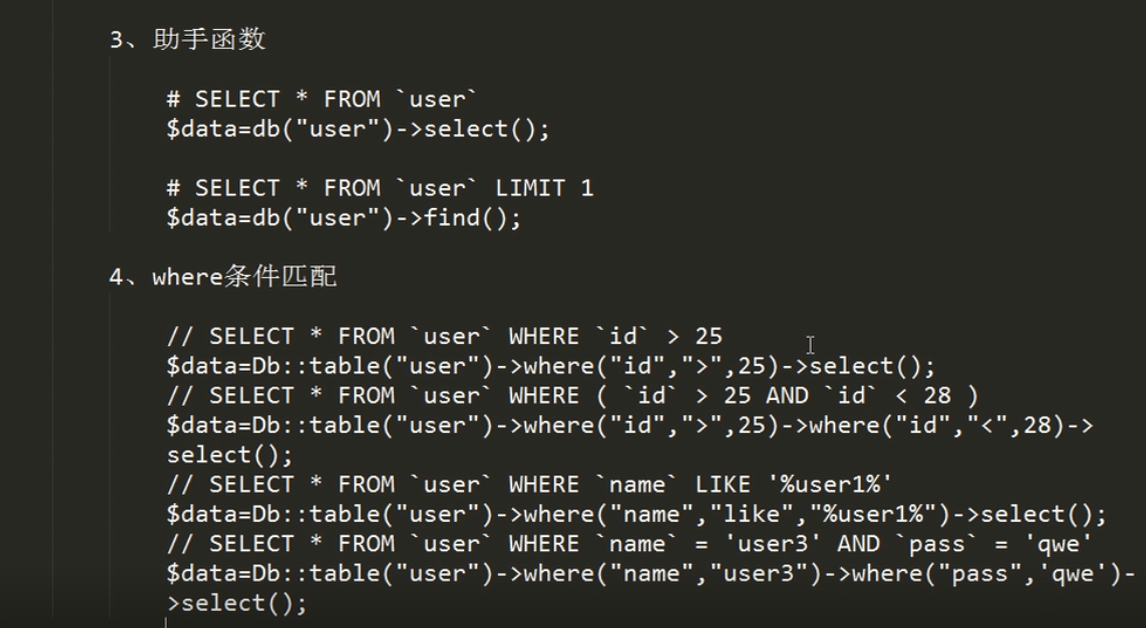 3、助手函数
# SELECT * FROM `user`
$data=db("user")->select();
# SELECT * FROM `user` LIMIT 1
$data=db("user")->find();
4、where条件匹配
// SELECT * FROM `user` WHERE `id` > 25
$data=Db::table("user")->where("id",">",25)->select();
// SELECT * FROM `user` WHERE ( `id` > 25 AND `id` < 28 )
$data=Db::table("user")->where("id",">",25)->where("id","<",28)->
select();
// SELECT * FROM `user` WHERE `name` LIKE '%user1%'
$data=Db::table("user")->where("name","like","%user1%")->select();
// SELECT * FROM `user` WHERE `name` = 'user3' AND `pass` = 'qwe'
$data=Db::table("user")->where("name","user3")->where("pass",'qwe')-
>select();